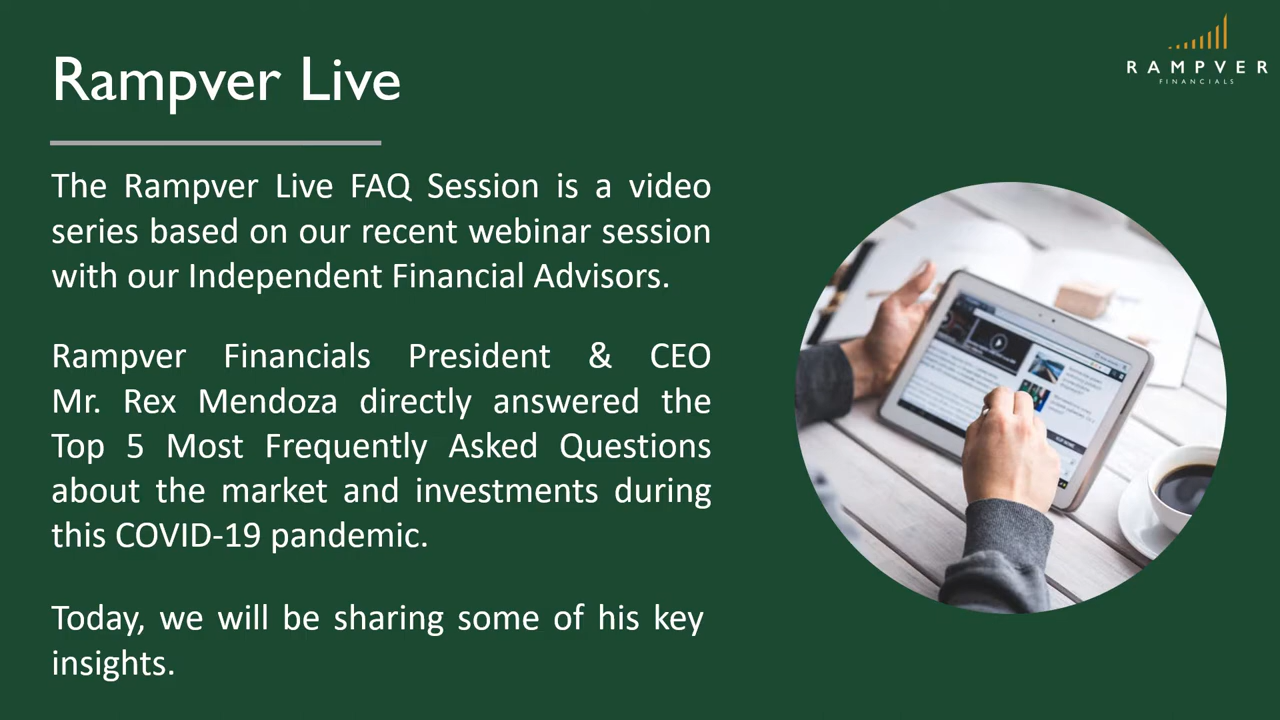 Rampver Live
RAMPVER
FINANCIALS
The Rampver Live FAQ Session is a video
series based on our recent webinar session
with our Independent Financial Advisors.
Rampver Financials President & CEO
Mr. Rex Mendoza directly answered the
Top 5 Most Frequently Asked Questions
about the market and investments during
this COVID-19 pandemic.
Today, we will be sharing some of his key
insights.